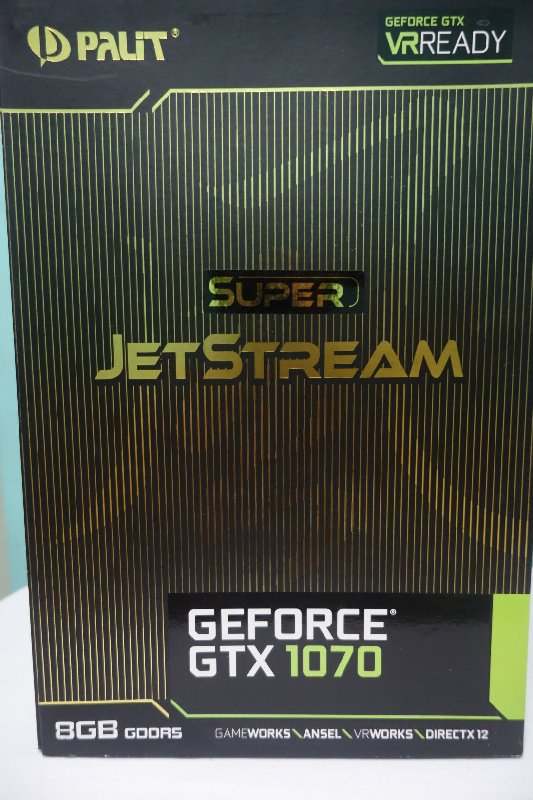 PALIT®
GEFORCE GTX
VRREADY
SUPER
JETSTREAM
GEFORCE®
GTX 1070
8GB GDDR5
GAMEWORKS \ ANSEL \ VRWORKS \ DIRECTX 12